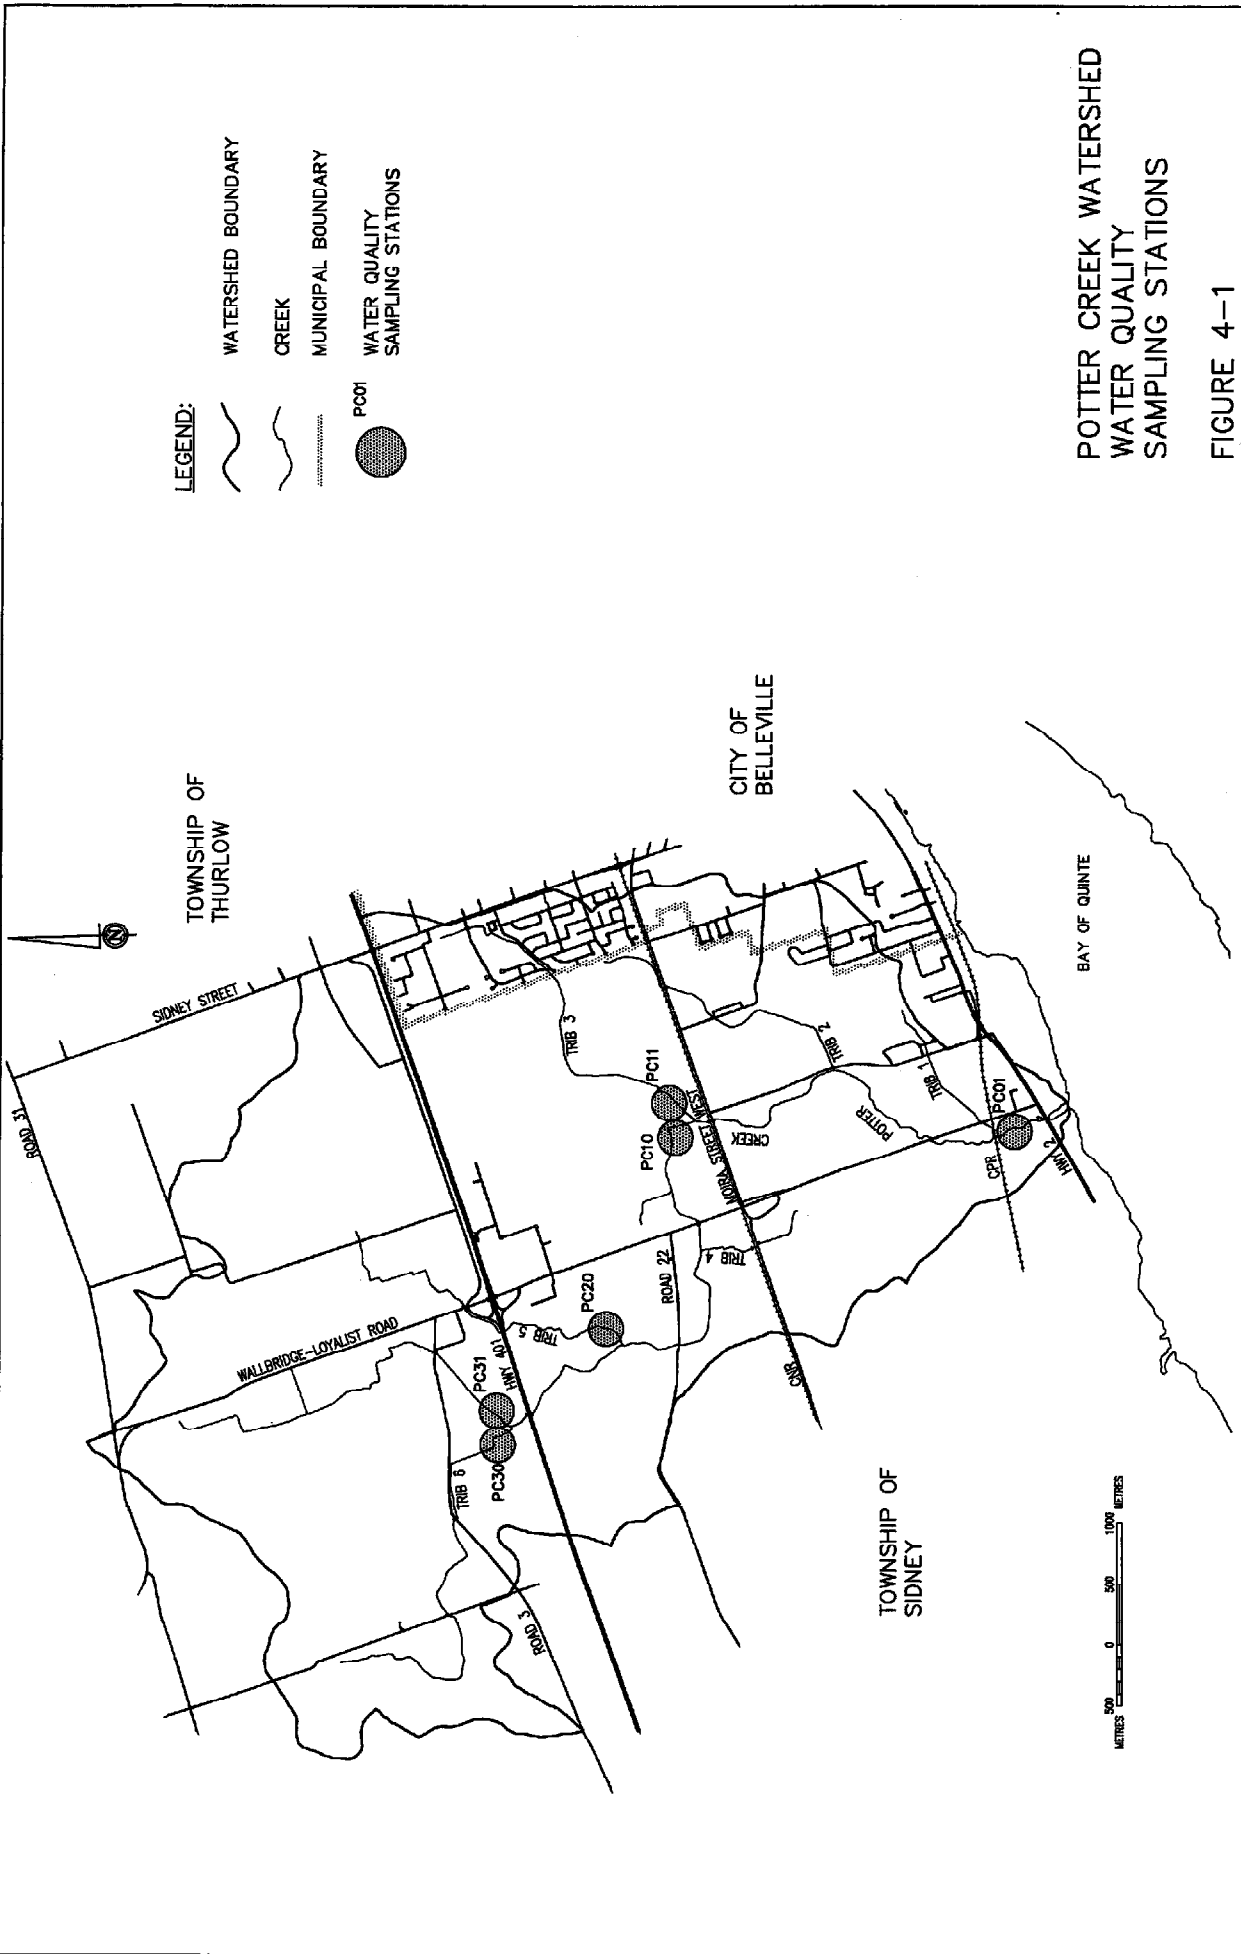 LEGEND:
WATERSHED BOUNDARY
CREEK
MUNICIPAL BOUNDARY
PC01
WATER QUALITY
SAMPLING STATIONS
N
TOWNSHIP OF
THURLOW
CITY OF
BELLEVILLE
TOWNSHIP OF
SIDNEY
BAY OF QUINTE
ROAD 31
SIDNEY STREET
WALLBRIDGE-LOYALIST ROAD
HWY 401
ROAD 3
ROAD 22
MOIRA STREET WEST
CNR
CPR
HWY 2
POTTER
CREEK
TRIB 1
TRIB 2
TRIB 3
TRIB 4
TRIB 5
TRIB 6
PC30
PC31
PC20
PC10
PC11
PC01
METRES
500
0
500
1000
METRES
POTTER CREEK WATERSHED
WATER QUALITY
SAMPLING STATIONS
FIGURE 4-1